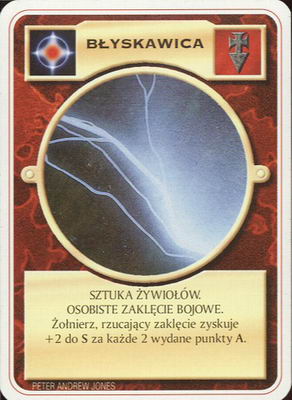 BŁYSKAWICA
SZTUKA ŻYWIOŁÓW.
OSOBISTE ZAKLĘCIE BOJOWE.
Żołnierz, rzucający zaklęcie zyskuje
+2 do S za każde 2 wydane punkty A.
PETER ANDREW JONES